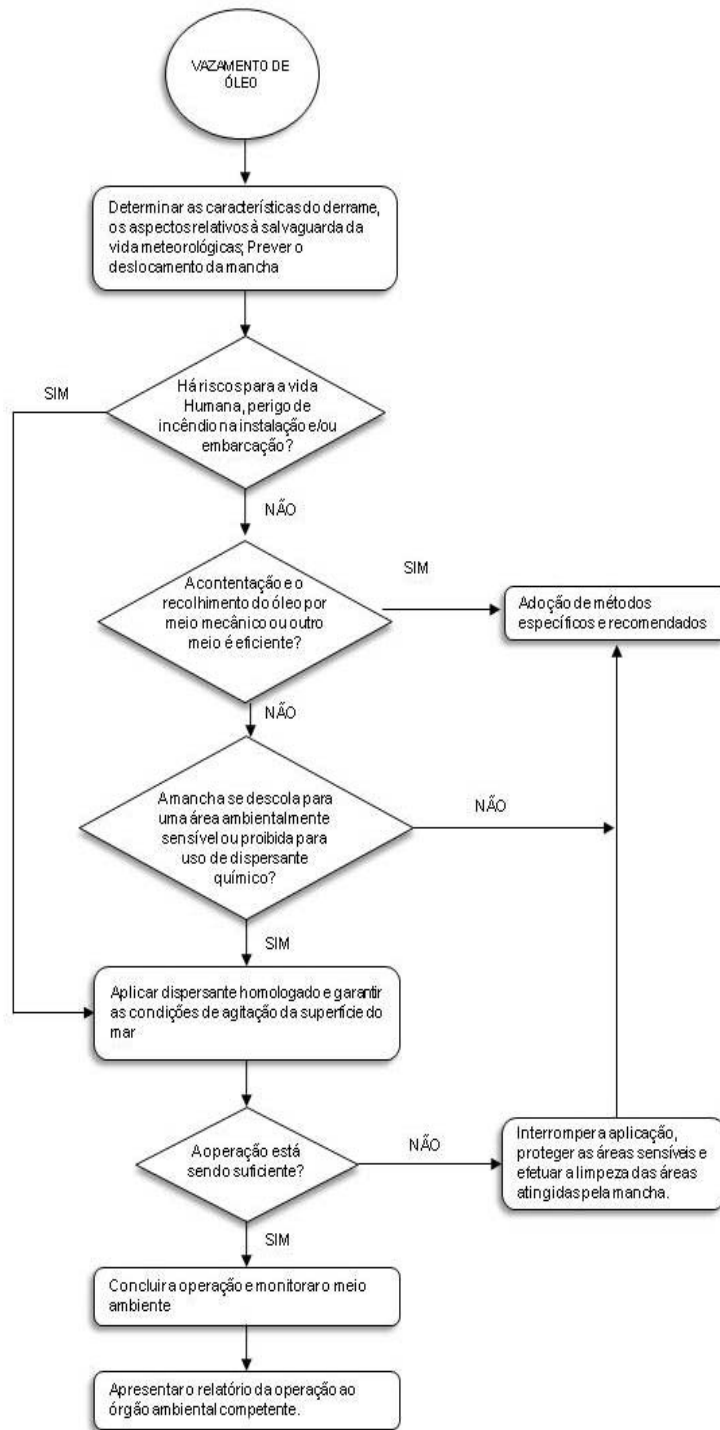 VAZAMENTO DE
ÓLEO
Determinar as características do derrame,
os aspectos relativos à salvaguarda da
vida meteorológicas; Prever o
deslocamento da mancha
SIM
Há riscos para a vida
Humana, perigo de
incêndio na instalação e/ou
embarcação?
NÃO
A contentação e o
recolhimento do óleo por
meio mecânico ou outro
meio é eficiente?
SIM
Adoção de métodos
específicos e recomendados
NÃO
A mancha se descola para
uma área ambientalmente
sensível ou proibida para
uso de dispersante
químico?
NÃO
SIM
Aplicar dispersante homologado e garantir
as condições de agitação da superfície do
mar
A operação está
sendo suficiente?
NÃO
Interromper a aplicação,
proteger as áreas sensíveis e
efetuar a limpeza das áreas
atingidas pela mancha.
SIM
Concluir a operação e monitorar o meio
ambiente
Apresentar o relatório da operação ao
órgão ambiental competente.